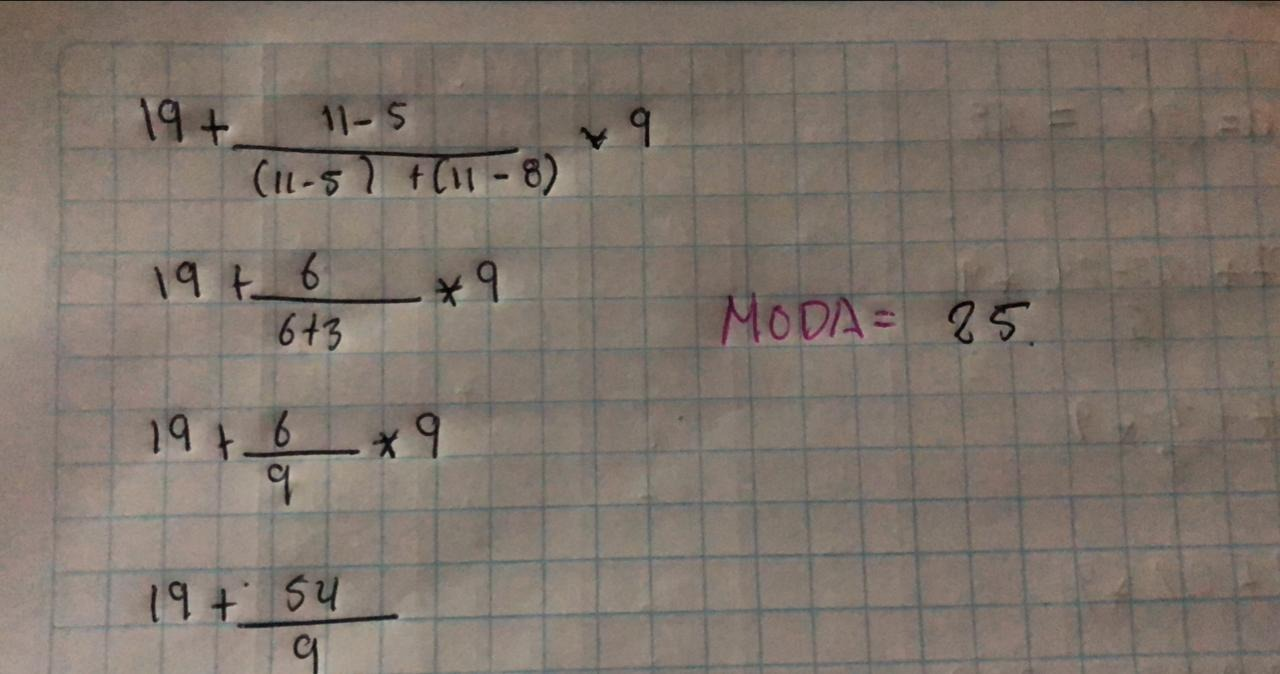 19 + 11-5 * 9
(11-5) + (11-8)
19 + 6 * 9
6+3
MODA= 25.
19 + 6 * 9
9
19 + 54
9